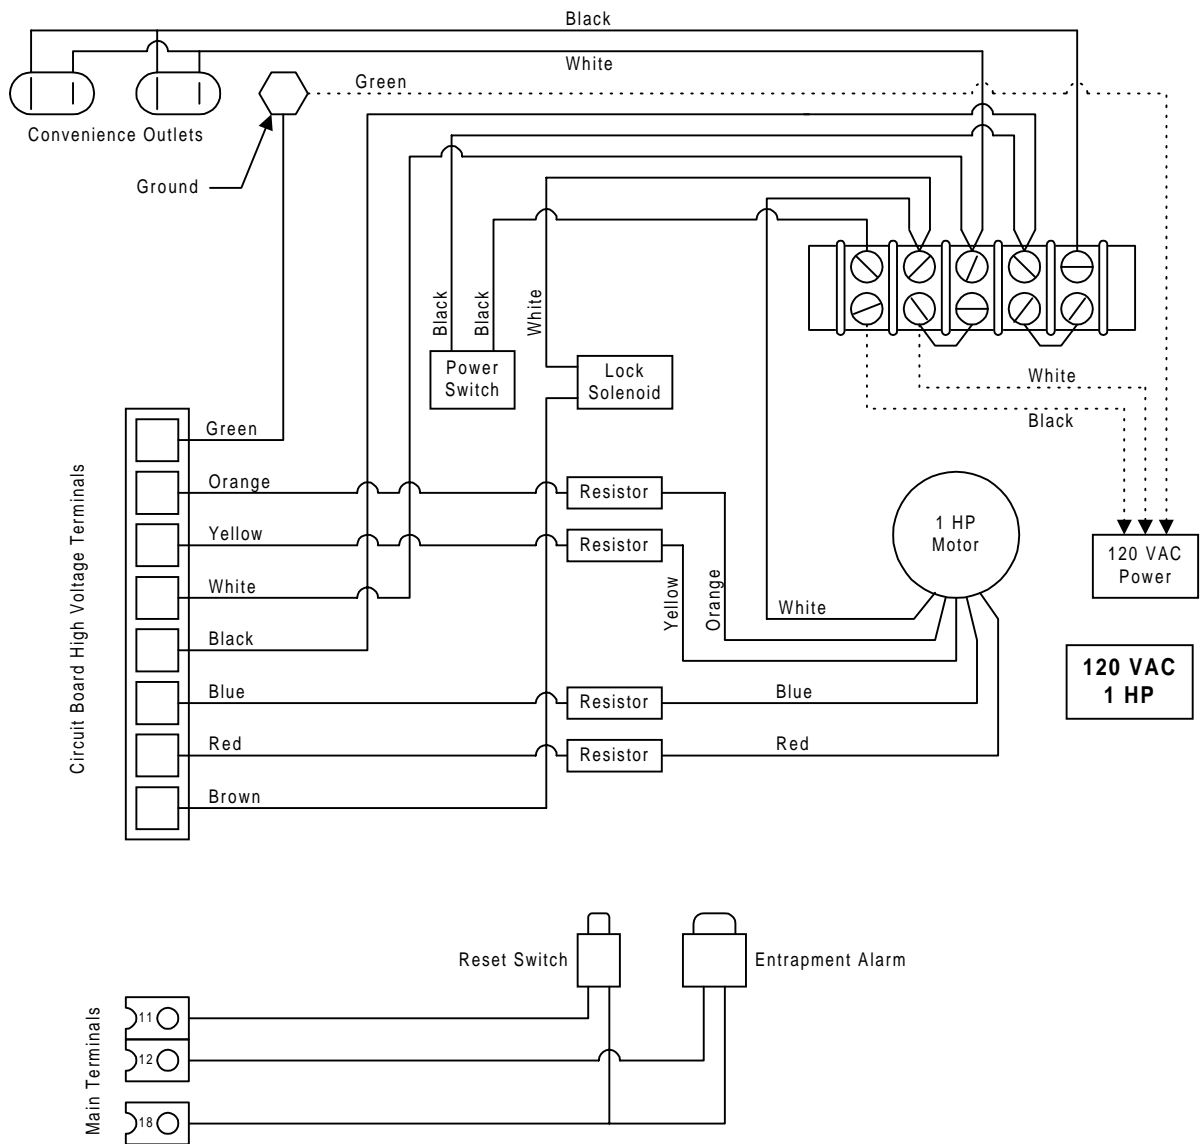 Black
White
Green
Convenience Outlets
Ground
Black
Black
White
Power
Switch
Lock
Solenoid
White
Black
Circuit Board High Voltage Terminals
Green
Orange
Resistor
Yellow
Resistor
White
Black
Blue
Resistor
Blue
Red
Resistor
Red
Brown
Yellow
Orange
White
1 HP
Motor
120 VAC
Power
120 VAC
1 HP
Reset Switch
Entrapment Alarm
Main Terminals
11
12
18